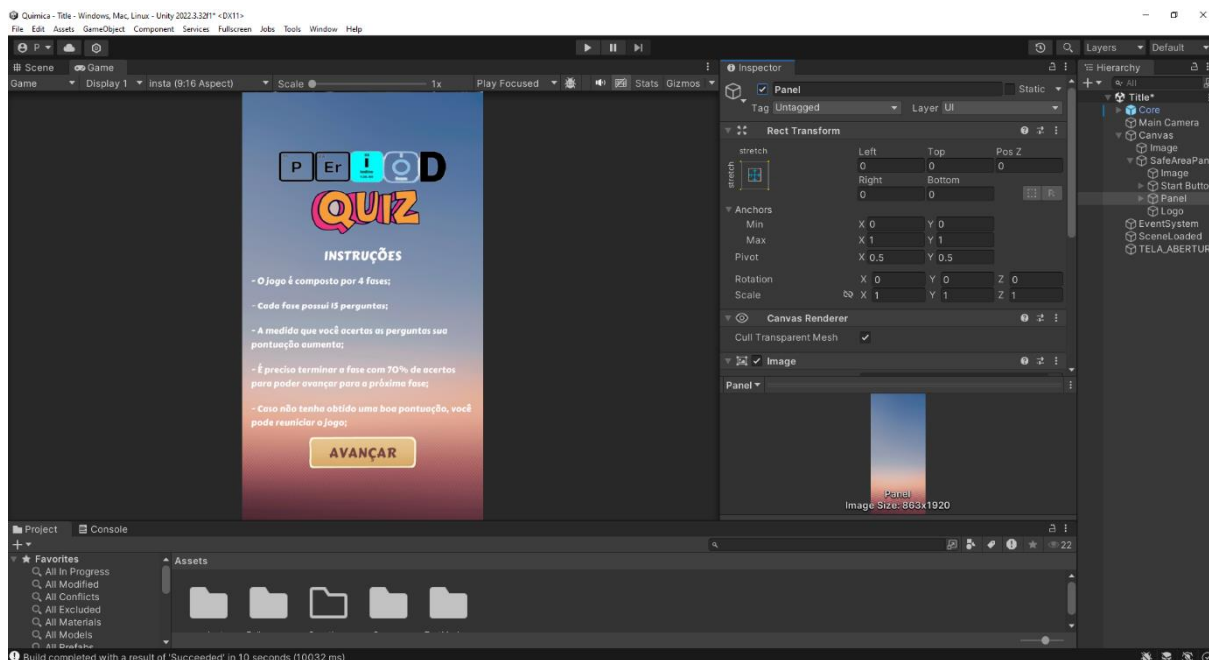 Quimica - Title - Windows, Mac, Linux - Unity 2022.3.32f1* <DX11>
File Edit Assets GameObject Component Services Fullscreen Jobs Tools Window Help
P
Layers Default
Scene Game
Game Display 1 insta (9:16 Aspect) Scale 1x Play Focused Stats Gizmos
P Er i O D
QUIZ
INSTRUÇÕES
- O jogo é composto por 4 fases;
- Cada fase possui 15 perguntas;
- A medida que você acertas as perguntas sua
pontuação aumenta;
- É preciso terminar a fase com 70% de acertos
para poder avançar para a próxima fase;
- Caso não tenha obtido uma boa pontuação, você
pode reuniciar o jogo;
AVANÇAR
Inspector
Panel Static
Tag Untagged Layer UI
Rect Transform
stretch Left Top Pos Z
stretch 0 0 0
Right Bottom
0 0 R
Anchors
Min X 0 Y 0
Max X 1 Y 1
Pivot X 0.5 Y 0.5
Rotation X 0 Y 0 Z 0
Scale X 1 Y 1 Z 1
Canvas Renderer
Cull Transparent Mesh
Image
Panel
Panel
Image Size: 863x1920
Hierarchy
All
Title*
Core
Main Camera
Canvas
Image
SafeAreaPan
Image
Start Butto
Panel
Logo
EventSystem
SceneLoaded
TELA_ABERTUR
Project Console
22
Favorites
All In Progress
All Modified
All Conflicts
All Excluded
All Materials
All Models
All Prefabs
Assets
Build completed with a result of 'Succeeded' in 10 seconds (10032 ms)